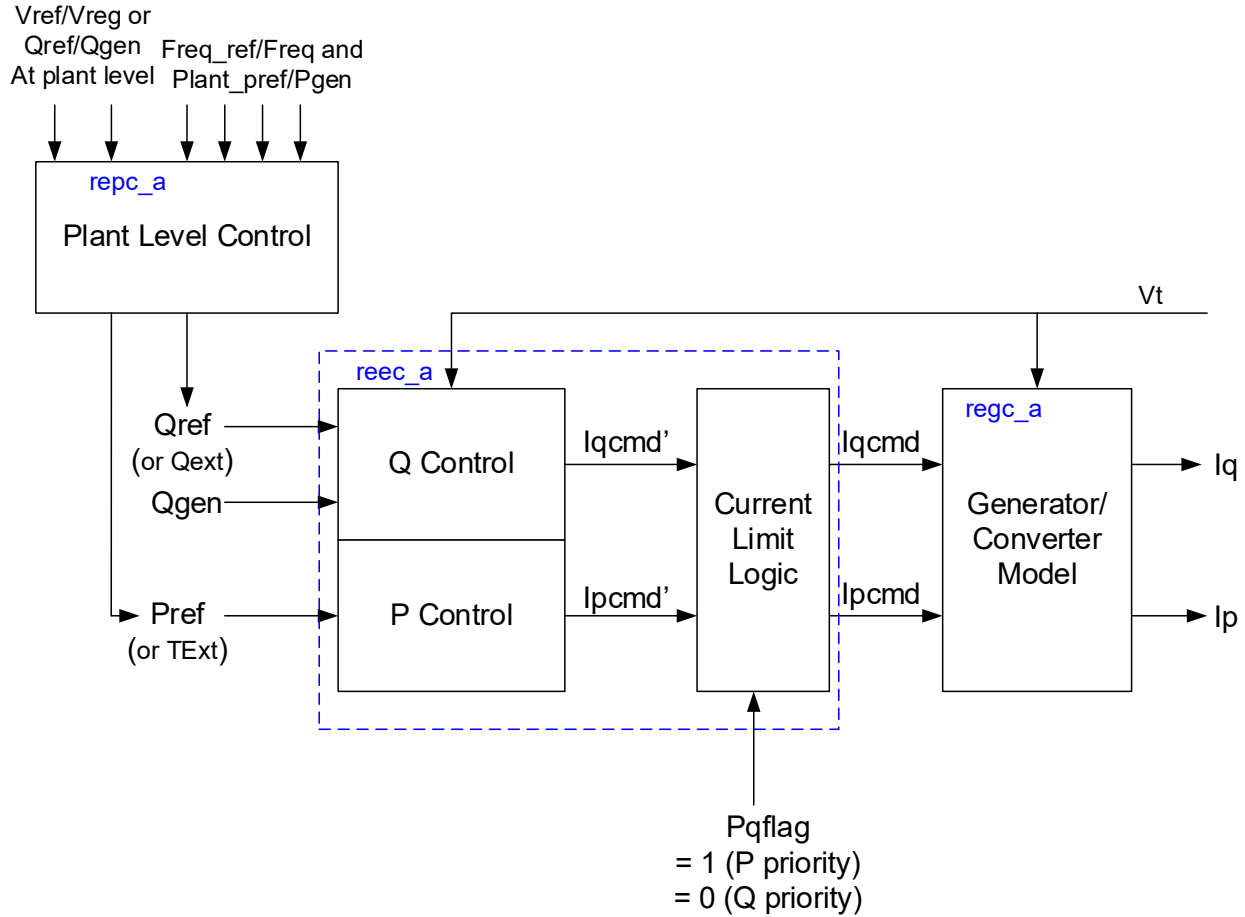 Vref/Vreg or
Qref/Qgen
At plant level
Freq_ref/Freq and
Plant_pref/Pgen
repc_a
Plant Level Control
Vt
reec_a
regc_a
Qref
(or Qext)
Qgen
Q Control
Iqcmd’
Current
Limit
Logic
Iqcmd
Generator/
Converter
Model
Iq
Pref
(or TExt)
P Control
Ipcmd’
Ipcmd
Ip
Pqflag
= 1 (P priority)
= 0 (Q priority)